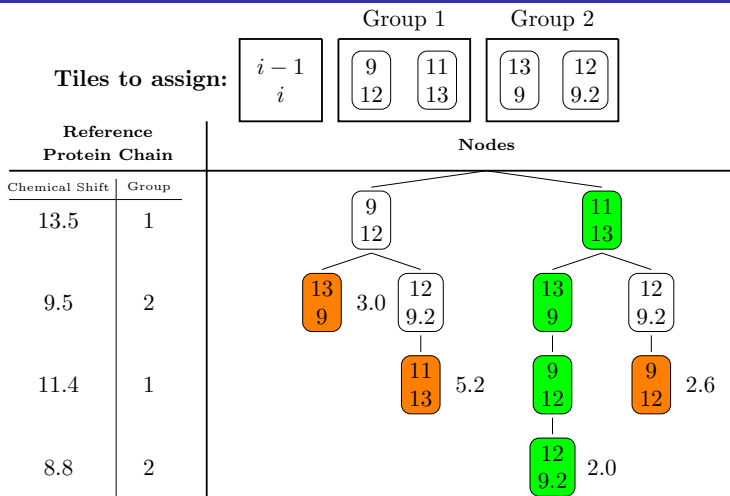 Group 1 Group 2
Tiles to assign: i − 1 9 11 13 12
i 12 13 9 9.2
Reference
Protein Chain
Nodes
Chemical Shift Group
9 11
13.5 1
12 13
13 12 13 12
9.5 2 3.0
9 9.2 9 9.2
11 9 9
11.4 1 5.2 2.6
13 12 12
12
8.8 2 2.0
9.2